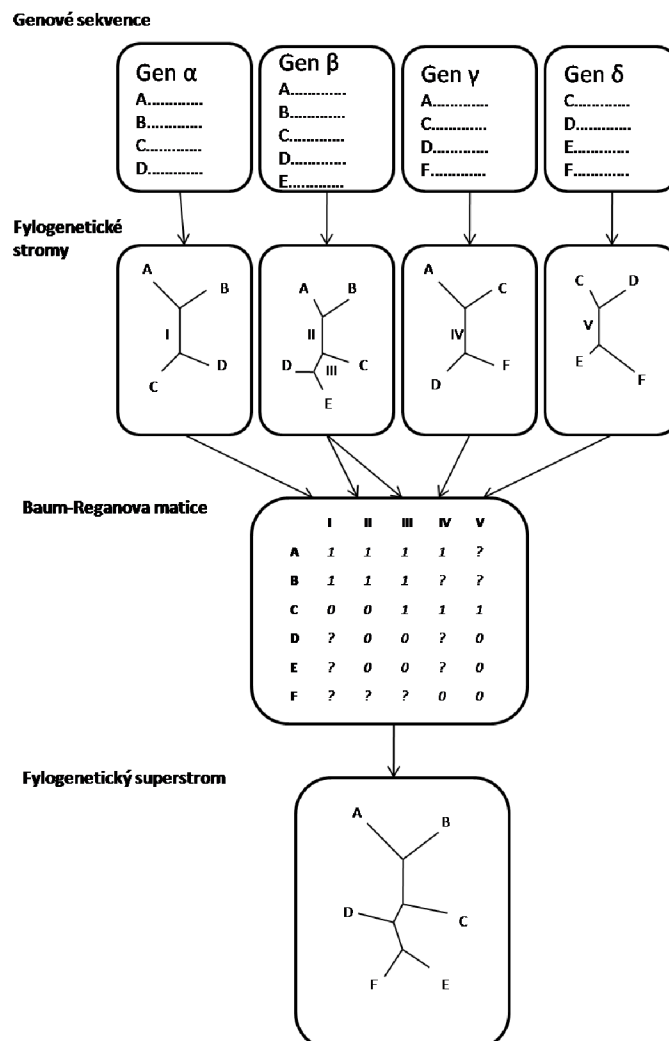 Genové sekvence
Gen α
A.............
B.............
C.............
D.............
Gen β
A.............
B.............
C.............
D.............
E.............
Gen γ
A.............
C.............
D.............
F.............
Gen δ
C.............
D.............
E.............
F.............
Fylogenetické
stromy
A
B
I
D
C
A
B
II
D
III
C
E
A
C
IV
F
D
C
D
V
E
F
Baum-Reganova matice
I II III IV V
A 1 1 1 1 ?
B 1 1 1 ? ?
C 0 0 1 1 1
D ? 0 0 ? 0
E ? 0 0 ? 0
F ? ? ? 0 0
Fylogenetický superstrom
A
B
D
C
F
E